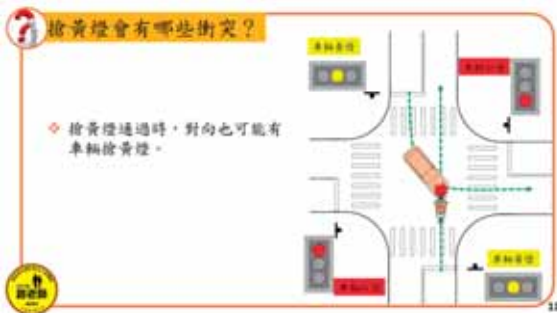 搶黃燈會有哪些衝突？
車輛黃燈
車輛紅燈
❖ 搶黃燈通過時，對向也可能有
車輛搶黃燈。
車輛黃燈
車輛紅燈